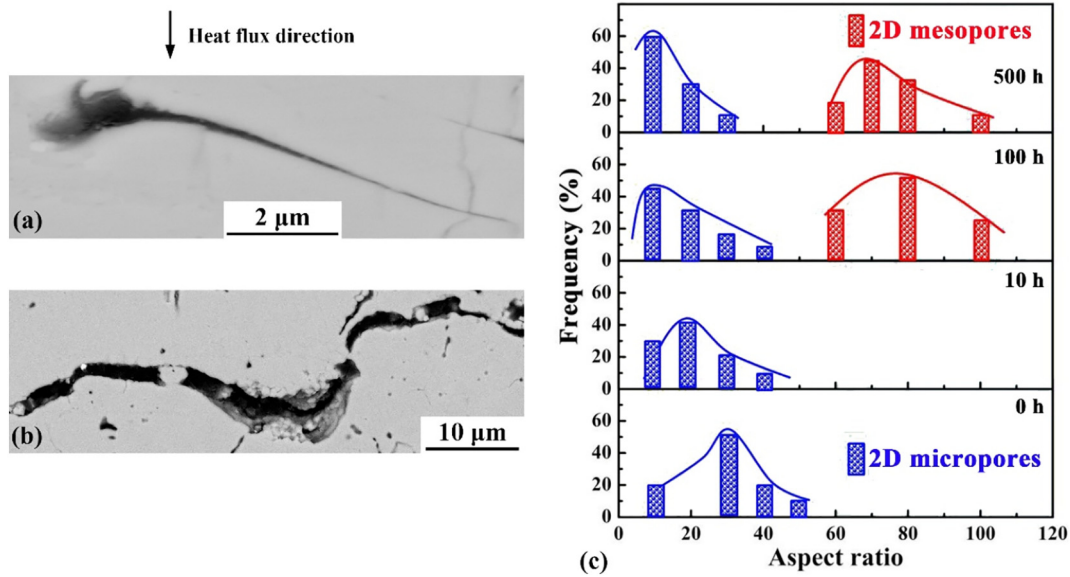 Heat flux direction
(a)
2 μm
(b)
10 μm
Frequency (%)
2D mesopores
500 h
60
40
20
0
100 h
60
40
20
0
10 h
60
40
20
0
0 h
2D micropores
60
40
20
0
0 20 40 60 80 100 120
Aspect ratio
(c)